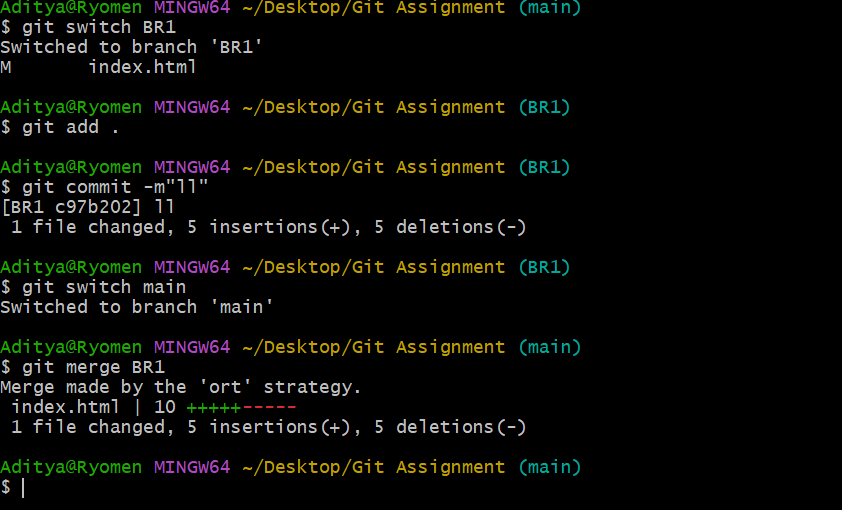 Aditya@Ryomen MINGW64 ~/Desktop/Git Assignment (main)
$ git switch BR1
Switched to branch 'BR1'
M       index.html
Aditya@Ryomen MINGW64 ~/Desktop/Git Assignment (BR1)
$ git add .
Aditya@Ryomen MINGW64 ~/Desktop/Git Assignment (BR1)
$ git commit -m"ll"
[BR1 c97b202] ll
 1 file changed, 5 insertions(+), 5 deletions(-)
Aditya@Ryomen MINGW64 ~/Desktop/Git Assignment (BR1)
$ git switch main
Switched to branch 'main'
Aditya@Ryomen MINGW64 ~/Desktop/Git Assignment (main)
$ git merge BR1
Merge made by the 'ort' strategy.
 index.html | 10 +++++-----
 1 file changed, 5 insertions(+), 5 deletions(-)
Aditya@Ryomen MINGW64 ~/Desktop/Git Assignment (main)
$